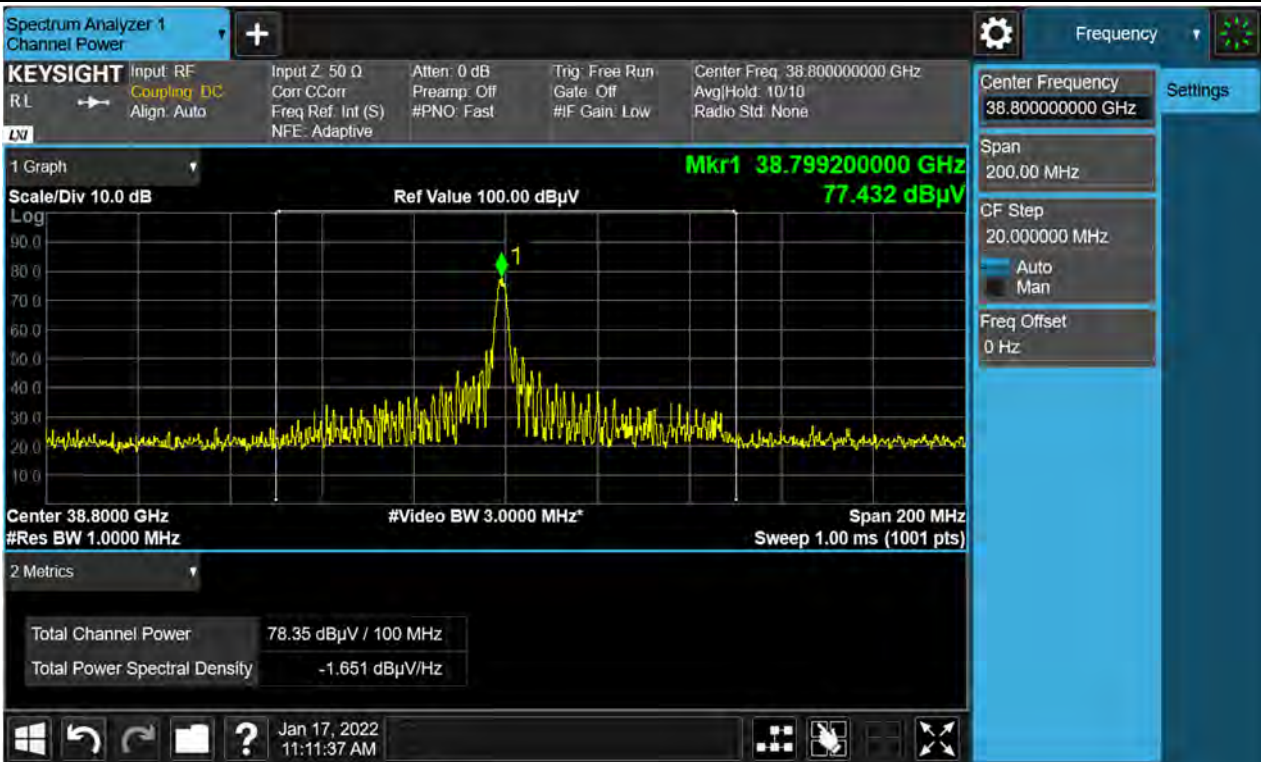 Spectrum Analyzer 1
Channel Power
+
Frequency
KEYSIGHT
RL
LXI
Input: RF
Coupling: DC
Align: Auto
Input Z: 50 Ω
Corr CCorr
Freq Ref: Int (S)
NFE: Adaptive
Atten: 0 dB
Preamp: Off
#PNO: Fast
Trig: Free Run
Gate: Off
#IF Gain: Low
Center Freq: 38.800000000 GHz
Avg|Hold: 10/10
Radio Std: None
Center Frequency
38.800000000 GHz
Settings
Span
200.00 MHz
CF Step
20.000000 MHz
Auto
Man
Freq Offset
0 Hz
1 Graph
Mkr1 38.799200000 GHz
77.432 dBµV
Scale/Div 10.0 dB
Ref Value 100.00 dBµV
Log
90.0
80.0
70.0
60.0
50.0
40.0
30.0
20.0
10.0
1
Center 38.8000 GHz
#Video BW 3.0000 MHz*
Span 200 MHz
#Res BW 1.0000 MHz
Sweep 1.00 ms (1001 pts)
2 Metrics
Total Channel Power 78.35 dBµV / 100 MHz
Total Power Spectral Density -1.651 dBµV/Hz
?
Jan 17, 2022
11:11:37 AM